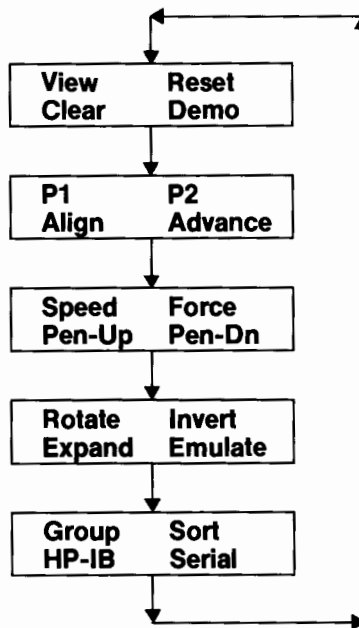 View Reset
Clear Demo
P1 P2
Align Advance
Speed Force
Pen-Up Pen-Dn
Rotate Invert
Expand Emulate
Group Sort
HP-IB Serial